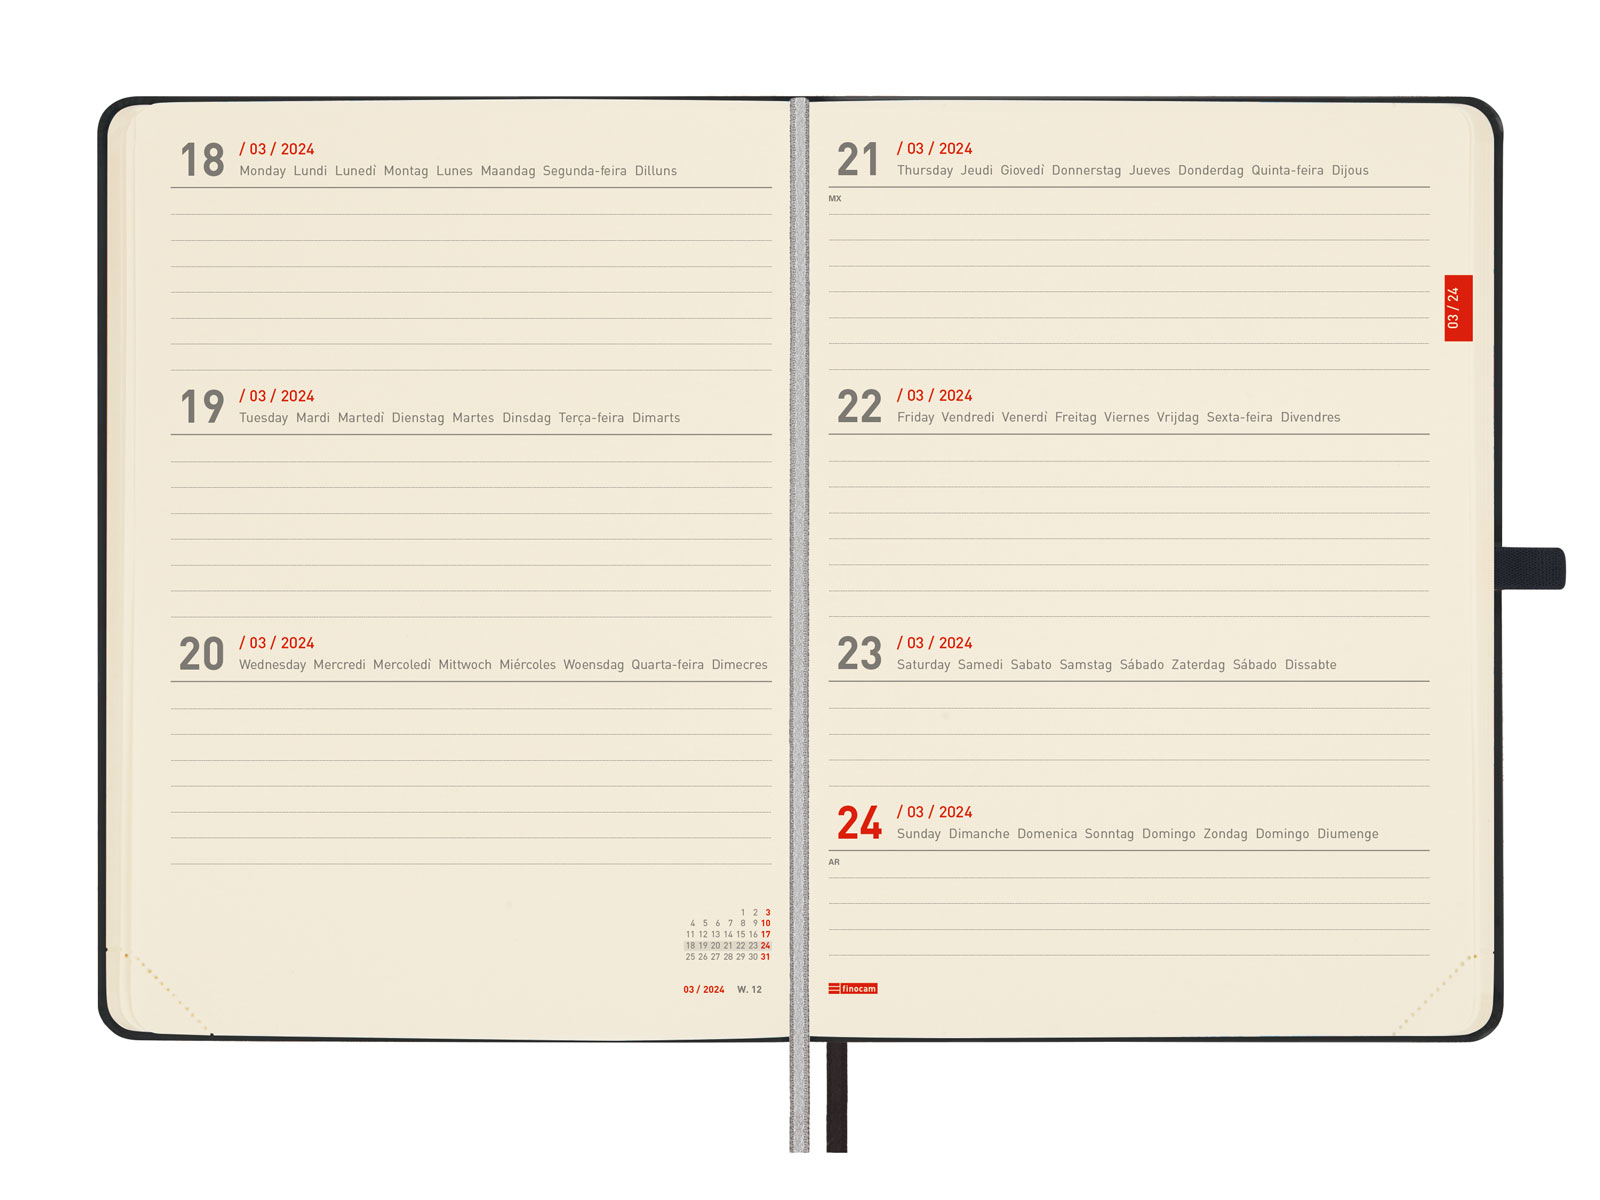 18 / 03 / 2024
Monday Lundi Lunedì Montag Lunes Maandag Segunda-feira Dilluns
19 / 03 / 2024
Tuesday Mardi Martedì Dienstag Martes Dinsdag Terça-feira Dimarts
20 / 03 / 2024
Wednesday Mercredi Mercoledì Mittwoch Miércoles Woensdag Quarta-feira Dimecres
1 2 3
4 5 6 7 8 9 10
11 12 13 14 15 16 17
18 19 20 21 22 23 24
25 26 27 28 29 30 31
03 / 2024 W. 12
21 / 03 / 2024
Thursday Jeudi Giovedì Donnerstag Jueves Donderdag Quinta-feira Dijous
MX
03 / 24
22 / 03 / 2024
Friday Vendredi Venerdì Freitag Viernes Vrijdag Sexta-feira Divendres
23 / 03 / 2024
Saturday Samedi Sabato Samstag Sábado Zaterdag Sábado Dissabte
24 / 03 / 2024
Sunday Dimanche Domenica Sonntag Domingo Zondag Domingo Diumenge
AR
finocam